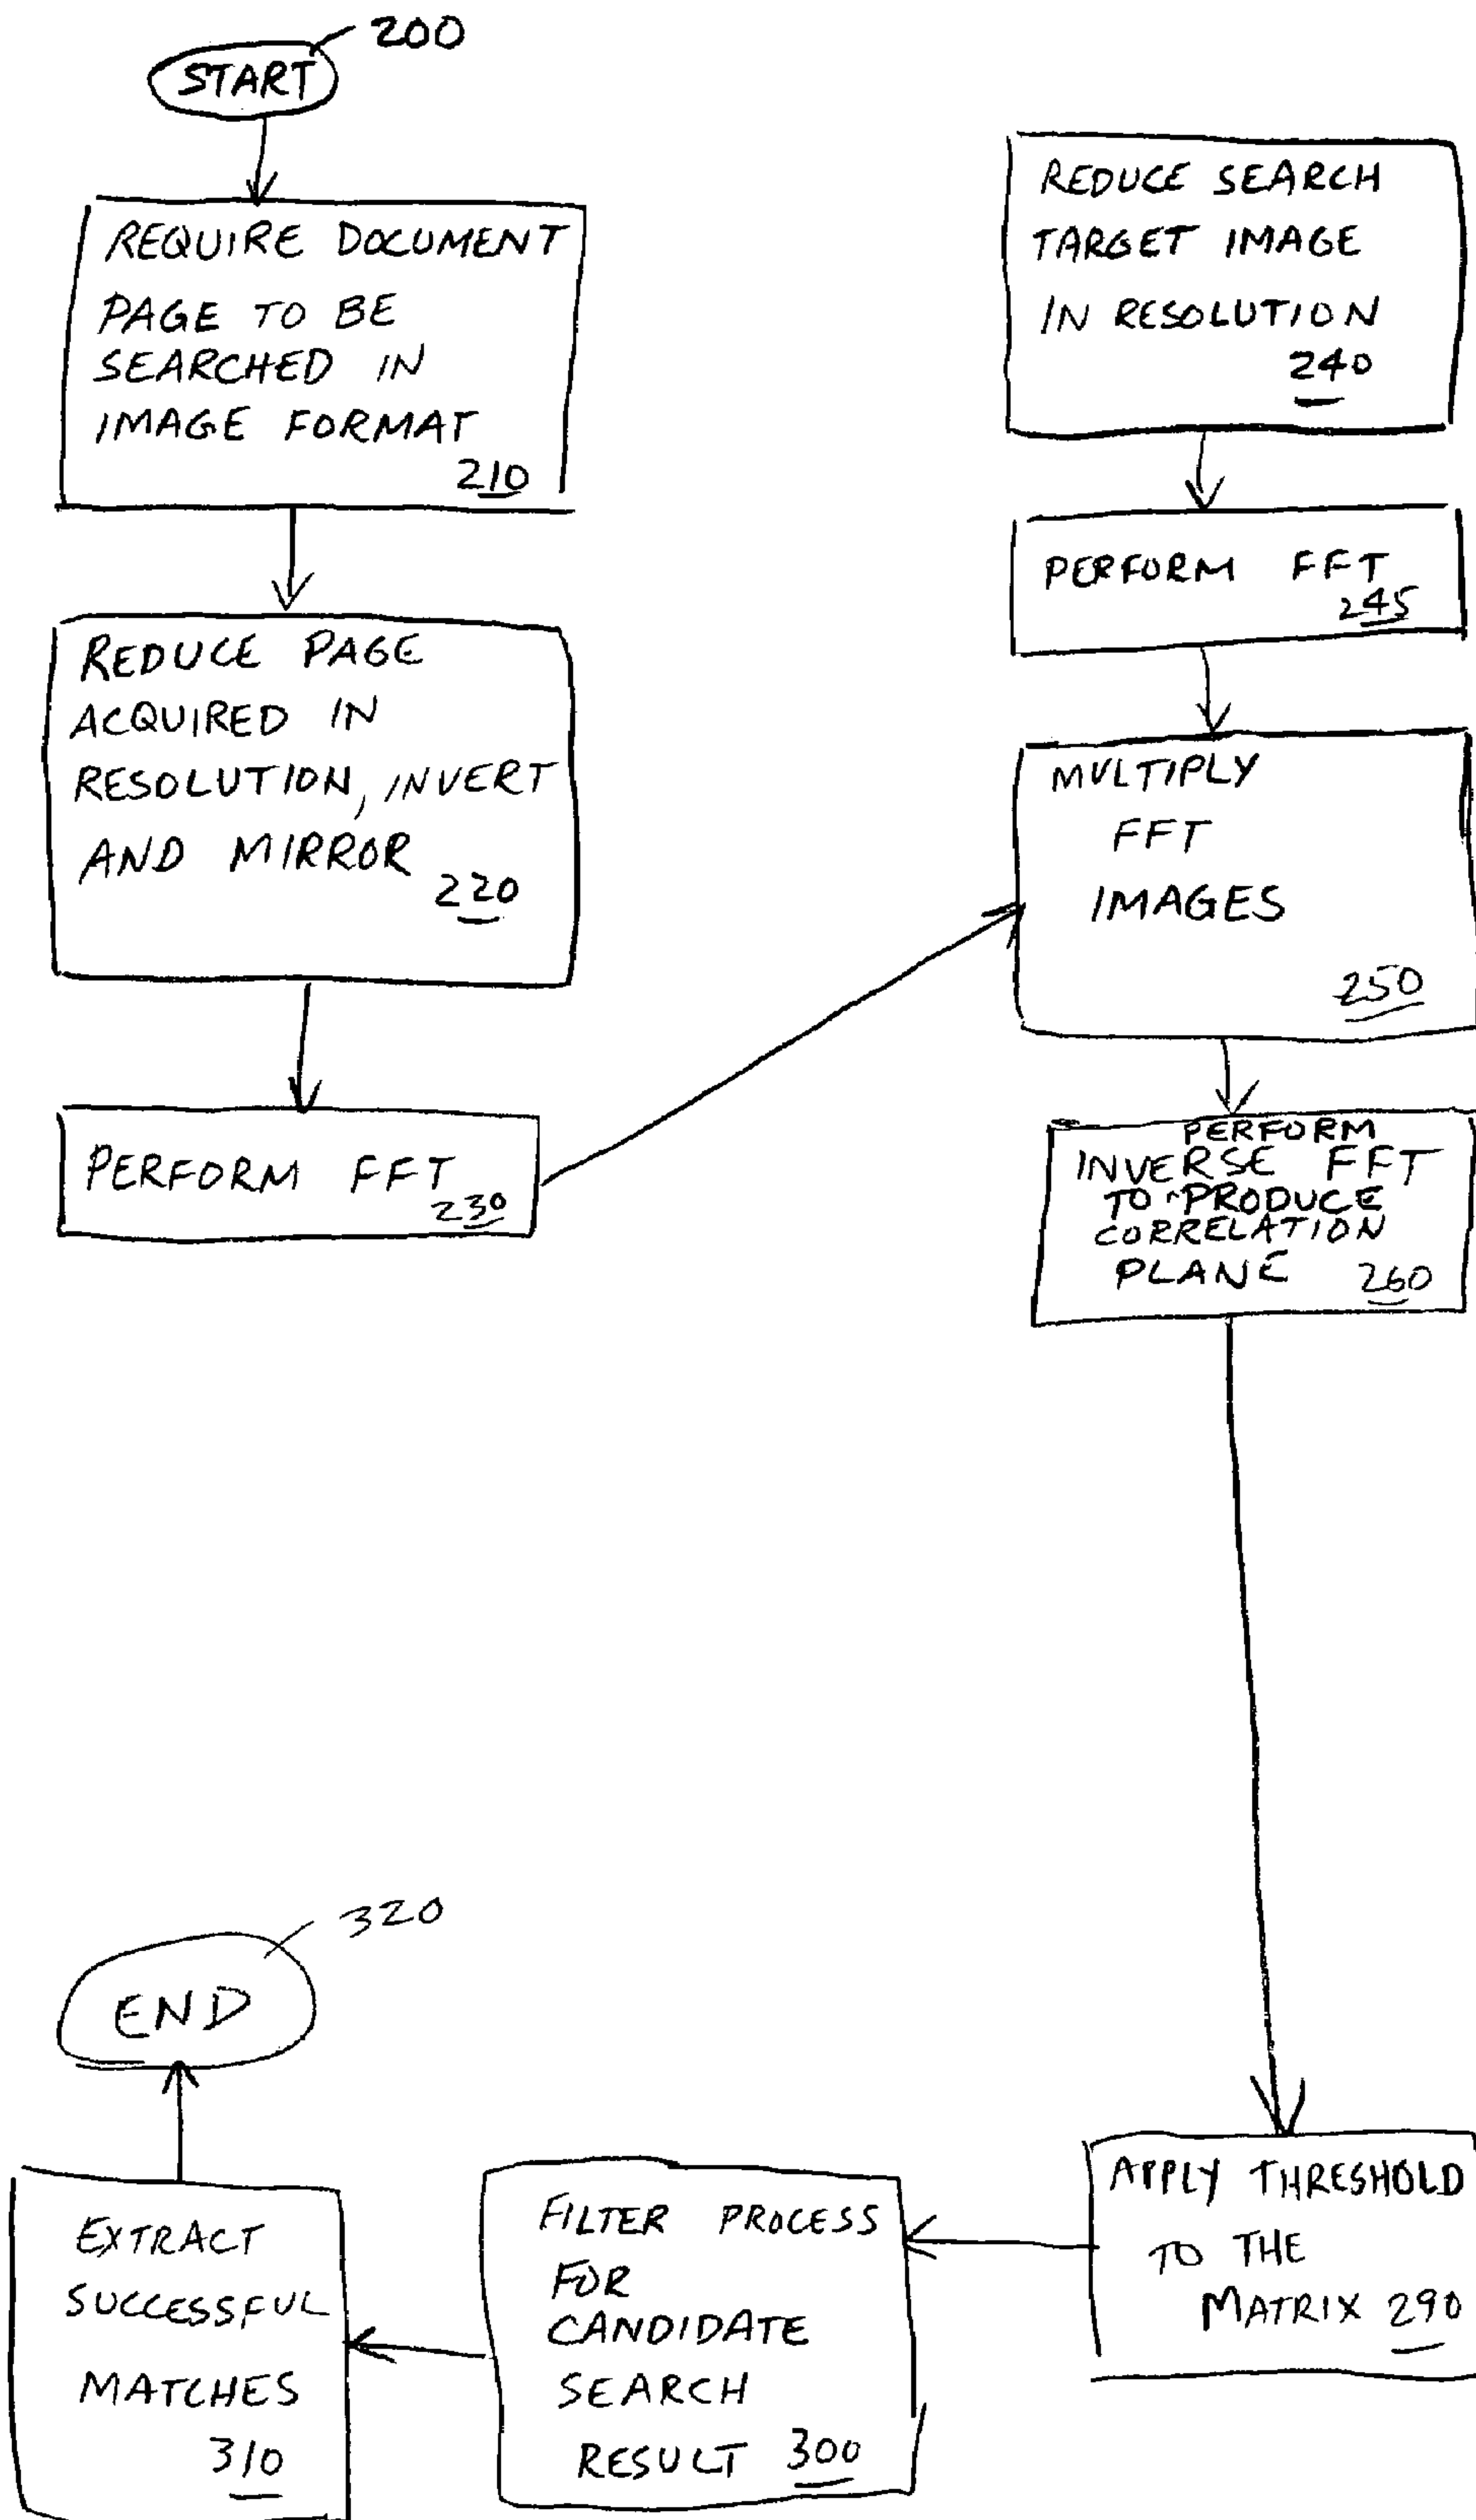 200
START
REQUIRE DOCUMENT
PAGE TO BE
SEARCHED IN
IMAGE FORMAT
210
REDUCE PAGE
ACQUIRED IN
RESOLUTION, INVERT
AND MIRROR
220
PERFORM FFT
230
REDUCE SEARCH
TARGET IMAGE
IN RESOLUTION
240
PERFORM FFT
245
MULTIPLY
FFT
IMAGES
250
PERFORM
INVERSE FFT
TO PRODUCE
CORRELATION
PLANE 260
APPLY THRESHOLD
TO THE
MATRIX 290
FILTER PROCESS
FOR
CANDIDATE
SEARCH
RESULT 300
EXTRACT
SUCCESSFUL
MATCHES
310
320
END